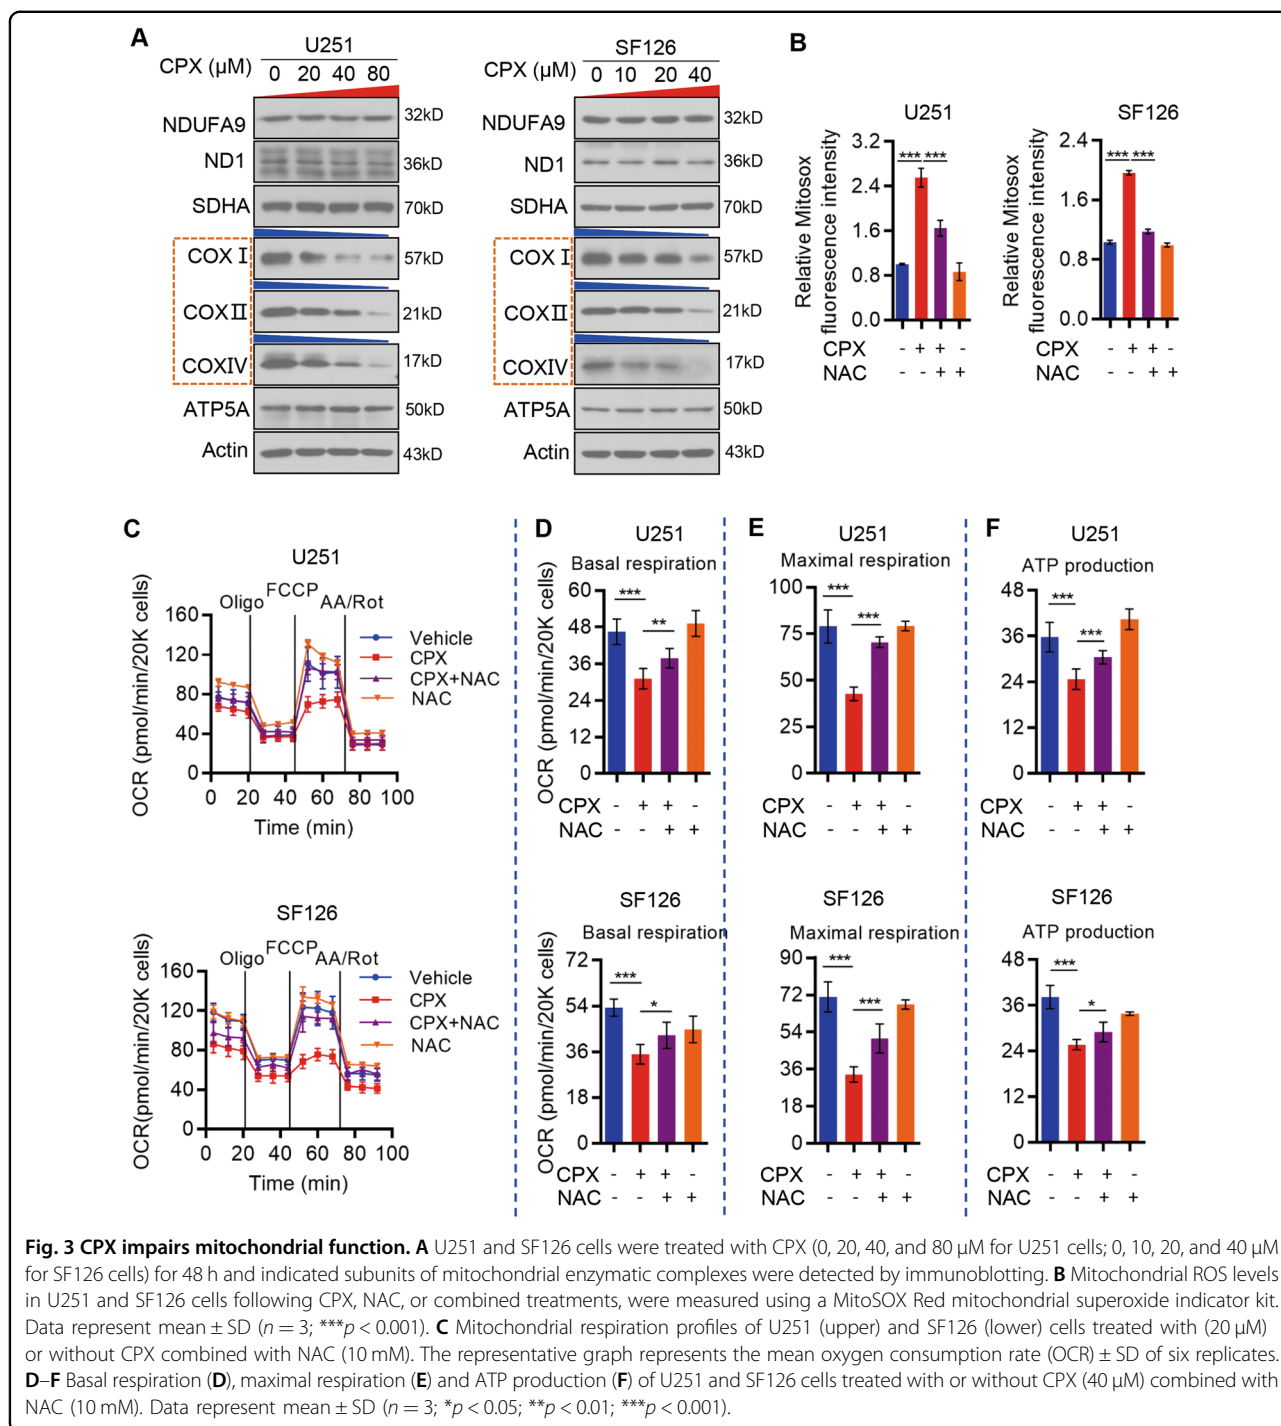 A
U251
CPX (μM) 0 20 40 80
NDUFA9 32kD
ND1 36kD
SDHA 70kD
COX I 57kD
COX II 21kD
COXIV 17kD
ATP5A 50kD
Actin 43kD
SF126
CPX (μM) 0 10 20 40
NDUFA9 32kD
ND1 36kD
SDHA 70kD
COX I 57kD
COX II 21kD
COXIV 17kD
ATP5A 50kD
Actin 43kD
B
U251
Relative Mitosox
fluorescence intensity
3.2
2.4
1.6
0.8
0.0
*** ***
CPX - + + -
NAC - - + +
SF126
Relative Mitosox
fluorescence intensity
2.4
1.8
1.2
0.6
0.0
*** ***
CPX - + + -
NAC - - + +
C
U251
OCR (pmol/min/20K cells)
160
120
80
40
0
Oligo FCCP AA/Rot
Vehicle
CPX
CPX+NAC
NAC
0 20 40 60 80 100
Time (min)
SF126
OCR(pmol/min/20K cells)
160
120
80
40
0
Oligo FCCP AA/Rot
Vehicle
CPX
CPX+NAC
NAC
0 20 40 60 80 100
Time (min)
D
U251
Basal respiration
OCR (pmol/min/20K cells)
60
48
36
24
12
0
*** **
CPX - + + -
NAC - - + +
SF126
Basal respiration
OCR (pmol/min/20K cells)
72
54
36
18
0
*** *
CPX - + + -
NAC - - + +
E
U251
Maximal respiration
100
75
50
25
0
*** ***
CPX - + + -
NAC - - + +
SF126
Maximal respiration
90
72
54
36
18
0
*** ***
CPX - + + -
NAC - - + +
F
U251
ATP production
48
36
24
12
0
*** ***
CPX - + + -
NAC - - + +
SF126
ATP production
48
36
24
12
0
*** *
CPX - + + -
NAC - - + +
Fig. 3 CPX impairs mitochondrial function. A U251 and SF126 cells were treated with CPX (0, 20, 40, and 80 μM for U251 cells; 0, 10, 20, and 40 μM
for SF126 cells) for 48 h and indicated subunits of mitochondrial enzymatic complexes were detected by immunoblotting. B Mitochondrial ROS levels
in U251 and SF126 cells following CPX, NAC, or combined treatments, were measured using a MitoSOX Red mitochondrial superoxide indicator kit.
Data represent mean ± SD (n = 3; ***p < 0.001). C Mitochondrial respiration profiles of U251 (upper) and SF126 (lower) cells treated with (20 μM)
or without CPX combined with NAC (10 mM). The representative graph represents the mean oxygen consumption rate (OCR) ± SD of six replicates.
D–F Basal respiration (D), maximal respiration (E) and ATP production (F) of U251 and SF126 cells treated with or without CPX (40 μM) combined with
NAC (10 mM). Data represent mean ± SD (n = 3; *p < 0.05; **p < 0.01; ***p < 0.001).